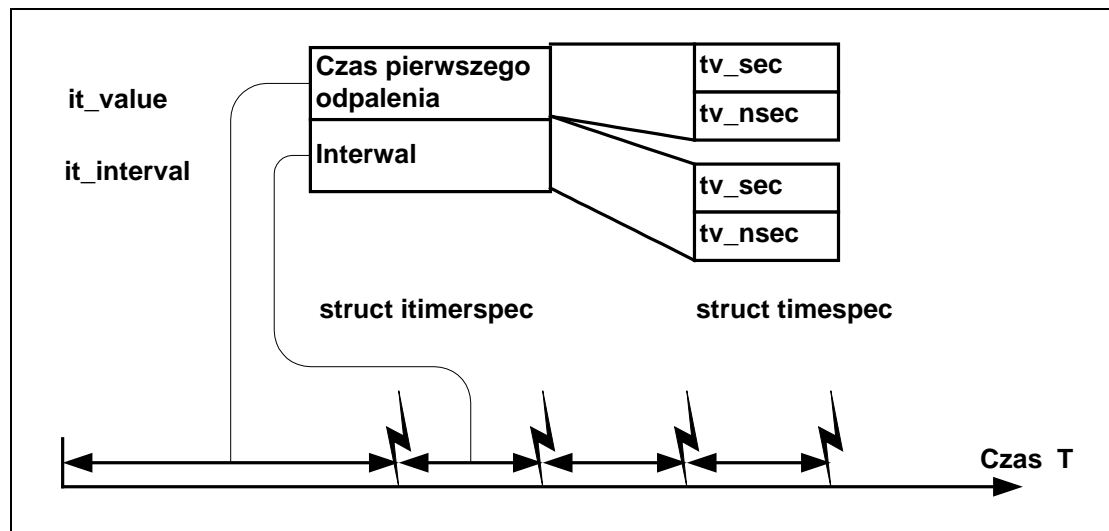 it_value
it_interval
Czas pierwszego
odpalenia
Interwal
tv_sec
tv_nsec
tv_sec
tv_nsec
struct itimerspec
struct timespec
Czas T